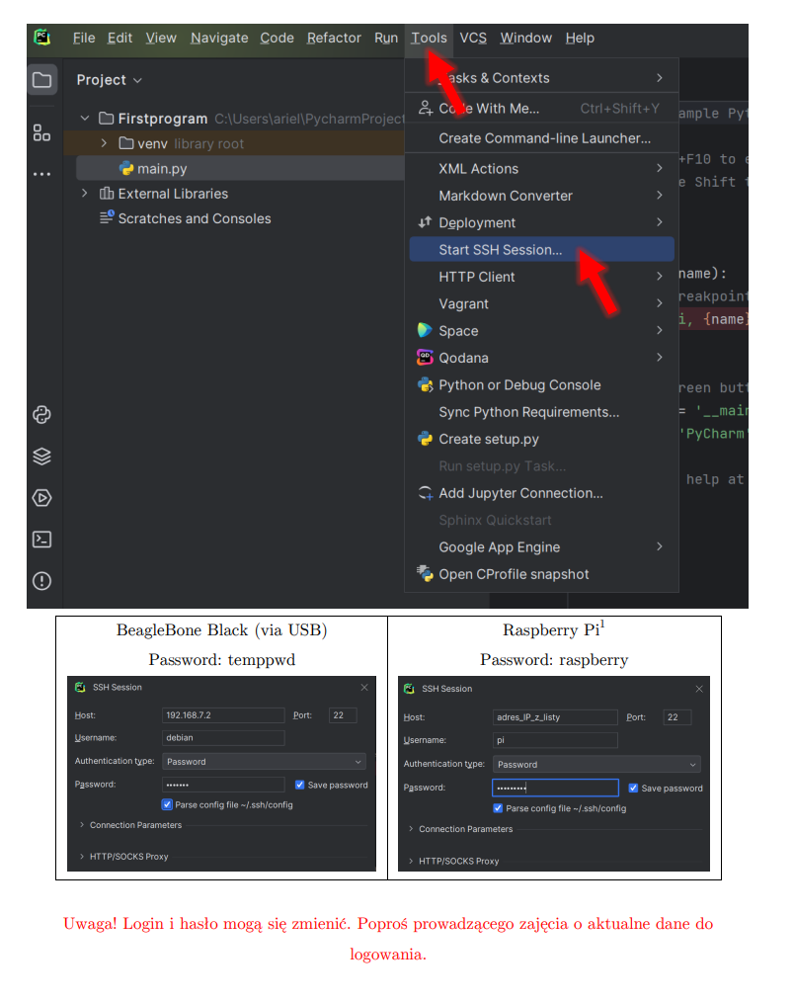 PC
File Edit View Navigate Code Refactor Run Tools VCS Window Help
Project
Tasks & Contexts
Code With Me... Ctrl+Shift+Y
Create Command-line Launcher...
XML Actions
Markdown Converter
Deployment
Start SSH Session...
HTTP Client
Vagrant
Space
Qodana
Python or Debug Console
Sync Python Requirements...
Create setup.py
Run setup.py Task...
Add Jupyter Connection...
Sphinx Quickstart
Google App Engine
Open CProfile snapshot
Firstprogram C:\Users\ariel\PycharmProject
venv library root
main.py
External Libraries
Scratches and Consoles
ample Pyt
+F10 to e
e Shift t
name):
reakpoint
i, {name}
reen butt
= '__mai
'PyCharm'
help at
BeagleBone Black (via USB)
Password: temppwd
SSH Session
Host: 192.168.7.2 Port: 22
Username: debian
Authentication type: Password
Password: ••••••• Save password
Parse config file ~/.ssh/config
Connection Parameters
HTTP/SOCKS Proxy
Raspberry Pi¹
Password: raspberry
SSH Session
Host: adres_IP_z_listy Port: 22
Username: pi
Authentication type: Password
Password: ••••••••• Save password
Parse config file ~/.ssh/config
Connection Parameters
HTTP/SOCKS Proxy
Uwaga! Login i hasło mogą się zmienić. Poproś prowadzącego zajęcia o aktualne dane do
logowania.